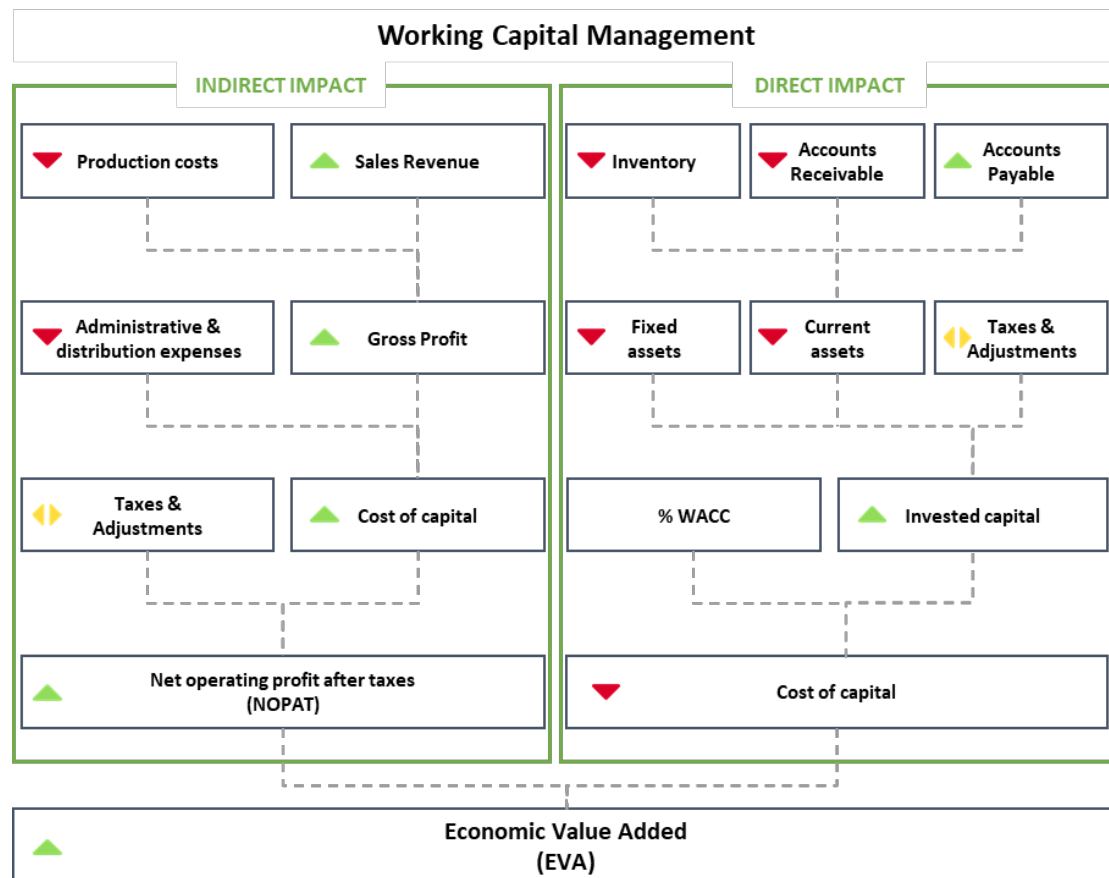 Working Capital Management
INDIRECT IMPACT
DIRECT IMPACT
Production costs
Sales Revenue
Inventory
Accounts
Receivable
Accounts
Payable
Administrative &
distribution expenses
Gross Profit
Fixed
assets
Current
assets
Taxes &
Adjustments
Taxes &
Adjustments
Cost of capital
% WACC
Invested capital
Net operating profit after taxes
(NOPAT)
Cost of capital
Economic Value Added
(EVA)